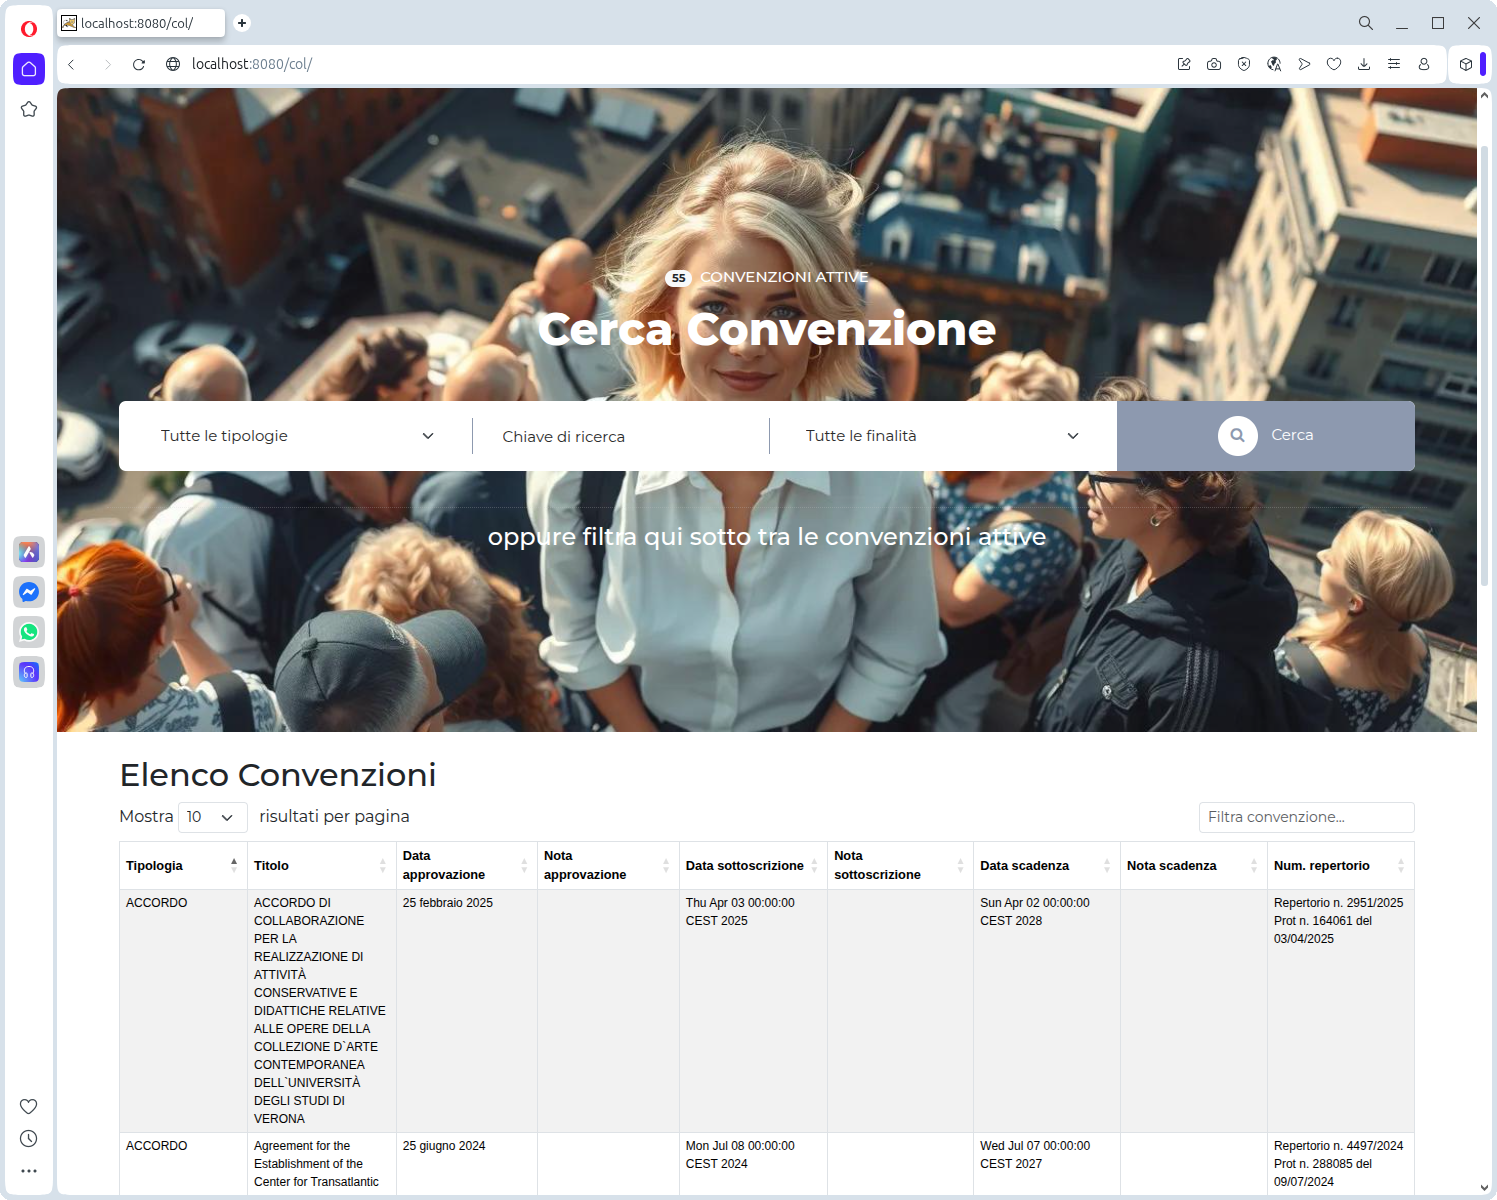 localhost:8080/col/
localhost:8080/col/
55 CONVENZIONI ATTIVE
Cerca Convenzione
Tutte le tipologie
Chiave di ricerca
Tutte le finalità
Cerca
oppure filtra qui sotto tra le convenzioni attive
Elenco Convenzioni
Mostra 10 risultati per pagina
Filtra convenzione...
Tipologia
Titolo
Data
approvazione
Nota
approvazione
Data sottoscrizione
Nota
sottoscrizione
Data scadenza
Nota scadenza
Num. repertorio
ACCORDO
ACCORDO DI
COLLABORAZIONE
PER LA
REALIZZAZIONE DI
ATTIVITÀ
CONSERVATIVE E
DIDATTICHE RELATIVE
ALLE OPERE DELLA
COLLEZIONE D`ARTE
CONTEMPORANEA
DELL`UNIVERSITÀ
DEGLI STUDI DI
VERONA
25 febbraio 2025
Thu Apr 03 00:00:00
CEST 2025
Sun Apr 02 00:00:00
CEST 2028
Repertorio n. 2951/2025
Prot n. 164061 del
03/04/2025
ACCORDO
Agreement for the
Establishment of the
Center for Transatlantic
25 giugno 2024
Mon Jul 08 00:00:00
CEST 2024
Wed Jul 07 00:00:00
CEST 2027
Repertorio n. 4497/2024
Prot n. 288085 del
09/07/2024